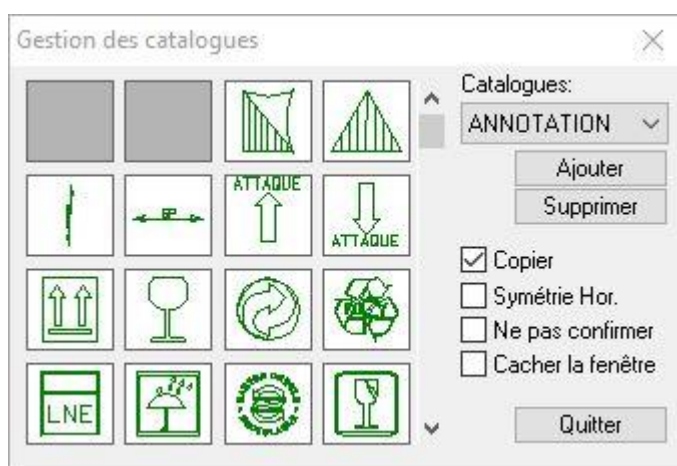 Gestion des catalogues
Catalogues:
ANNOTATION
Ajouter
Supprimer
ATTAQUE
ATTAQUE
Copier
Symétrie Hor.
Ne pas confirmer
Cacher la fenêtre
LNE
Quitter